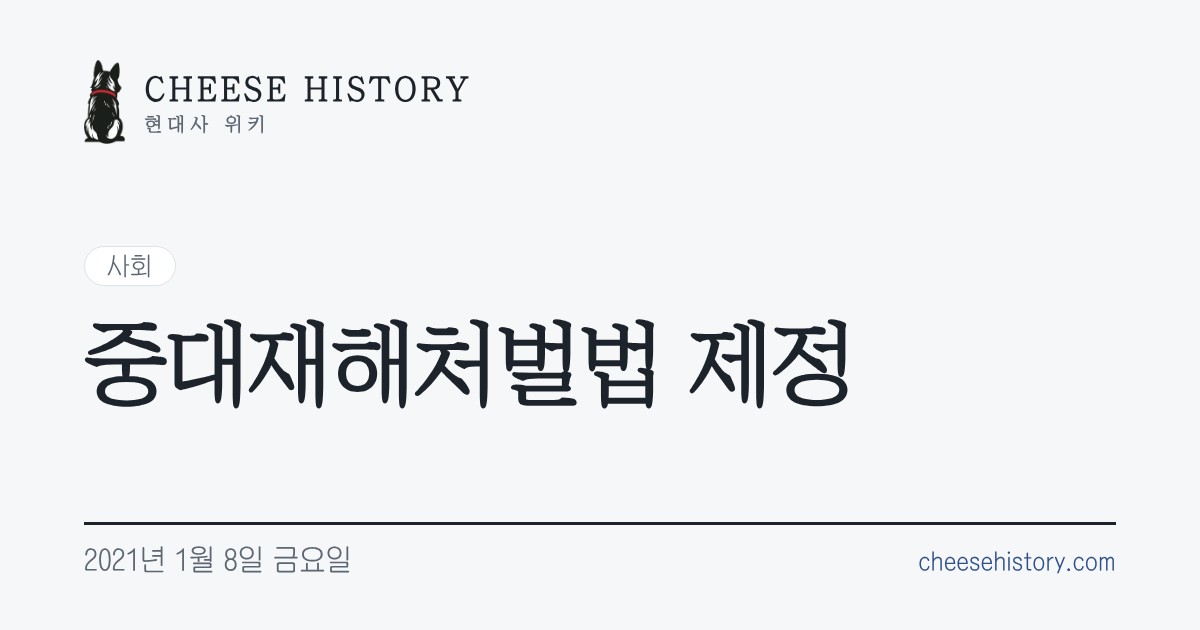 CHEESE HISTORY
현대사 위키
사회
중대재해처벌법 제정
2021년 1월 8일 금요일
cheesehistory.com